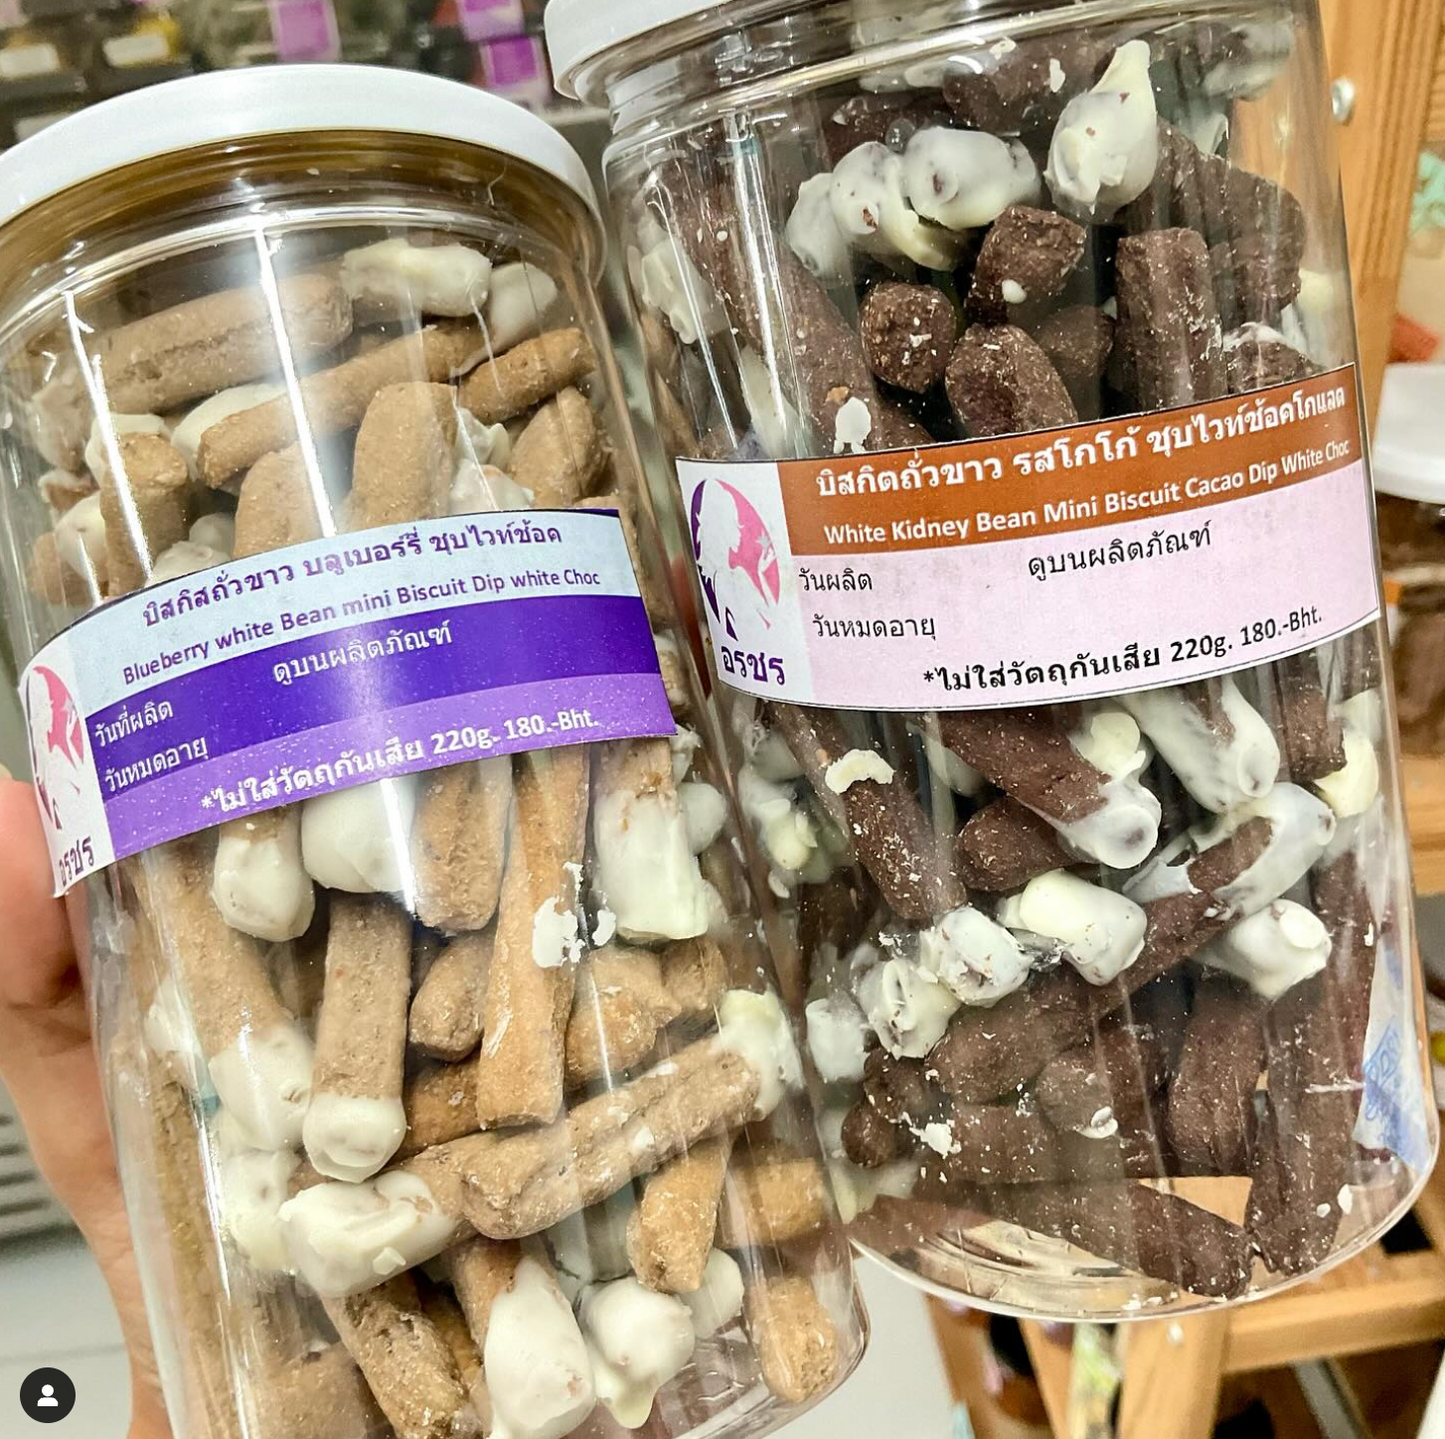 บิสกิสถั่วขาว บลูเบอร์รี่ ชุบไวท์ช้อค
Blueberry white Bean mini Biscuit Dip white Choc
ดูบนผลิตภัณฑ์
วันที่ผลิต
วันหมดอายุ
*ไม่ใส่วัตถุกันเสีย 220g. 180.-Bht.
อรชร
บิสกิตถั่วขาว รสโกโก้ ชุบไวท์ช้อคโกแลต
White Kidney Bean Mini Biscuit Cacao Dip White Choc
ดูบนผลิตภัณฑ์
วันผลิต
วันหมดอายุ
*ไม่ใส่วัตถุกันเสีย 220g. 180.-Bht.
อรชร